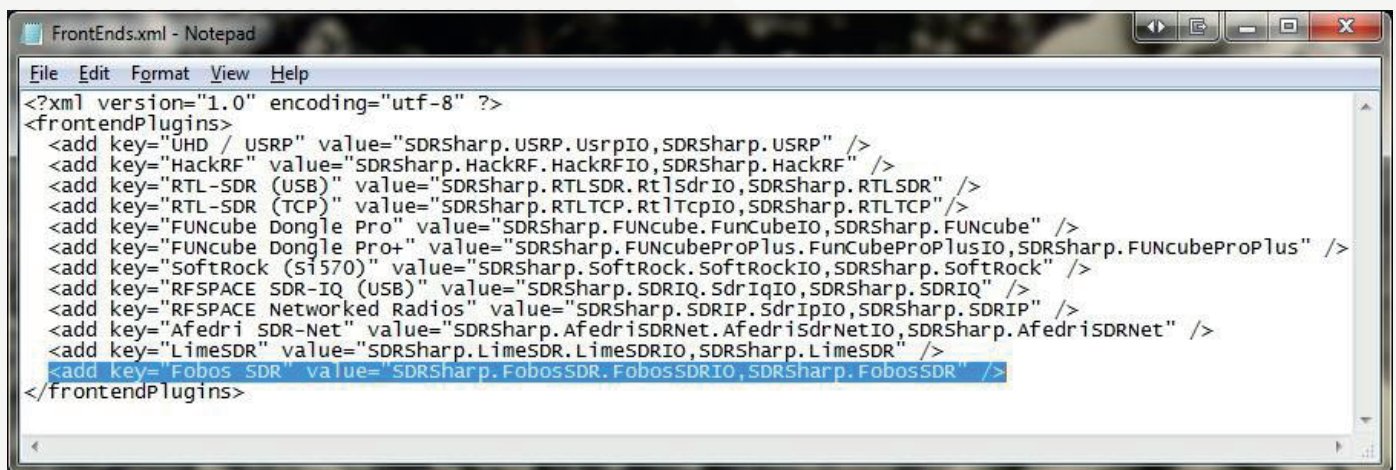 FrontEnds.xml - Notepad
File Edit Format View Help
<?xml version="1.0" encoding="utf-8" ?>
<frontendPlugins>
<add key="UHD / USRP" value="SDRSharp.USRP.UsrpIO,SDRSharp.USRP" />
<add key="HackRF" value="SDRSharp.HackRF.HackRFIO,SDRSharp.HackRF" />
<add key="RTL-SDR (USB)" value="SDRSharp.RTLSDR.RtlSdrIO,SDRSharp.RTLSDR" />
<add key="RTL-SDR (TCP)" value="SDRSharp.RTLTCP.RtlTcpIO,SDRSharp.RTLTCP"/>
<add key="FUNcube Dongle Pro" value="SDRSharp.FUNcube.FunCubeIO,SDRSharp.FUNcube" />
<add key="FUNcube Dongle Pro+" value="SDRSharp.FUNcubeProPlus.FunCubeProPlusIO,SDRSharp.FUNcubeProPlus" />
<add key="SoftRock (Si570)" value="SDRSharp.SoftRock.SoftRockIO,SDRSharp.SoftRock" />
<add key="RFSPACE SDR-IQ (USB)" value="SDRSharp.SDRIQ.SdrIqIO,SDRSharp.SDRIQ" />
<add key="RFSPACE Networked Radios" value="SDRSharp.SDRIP.SdrIpIO,SDRSharp.SDRIP" />
<add key="Afedri SDR-Net" value="SDRSharp.AfedriSDRNet.AfedriSdrNetIO,SDRSharp.AfedriSDRNet" />
<add key="LimeSDR" value="SDRSharp.LimeSDR.LimeSDRIO,SDRSharp.LimeSDR" />
<add key="Fobos SDR" value="SDRSharp.FobosSDR.FobosSDRIO,SDRSharp.FobosSDR" />
</frontendPlugins>